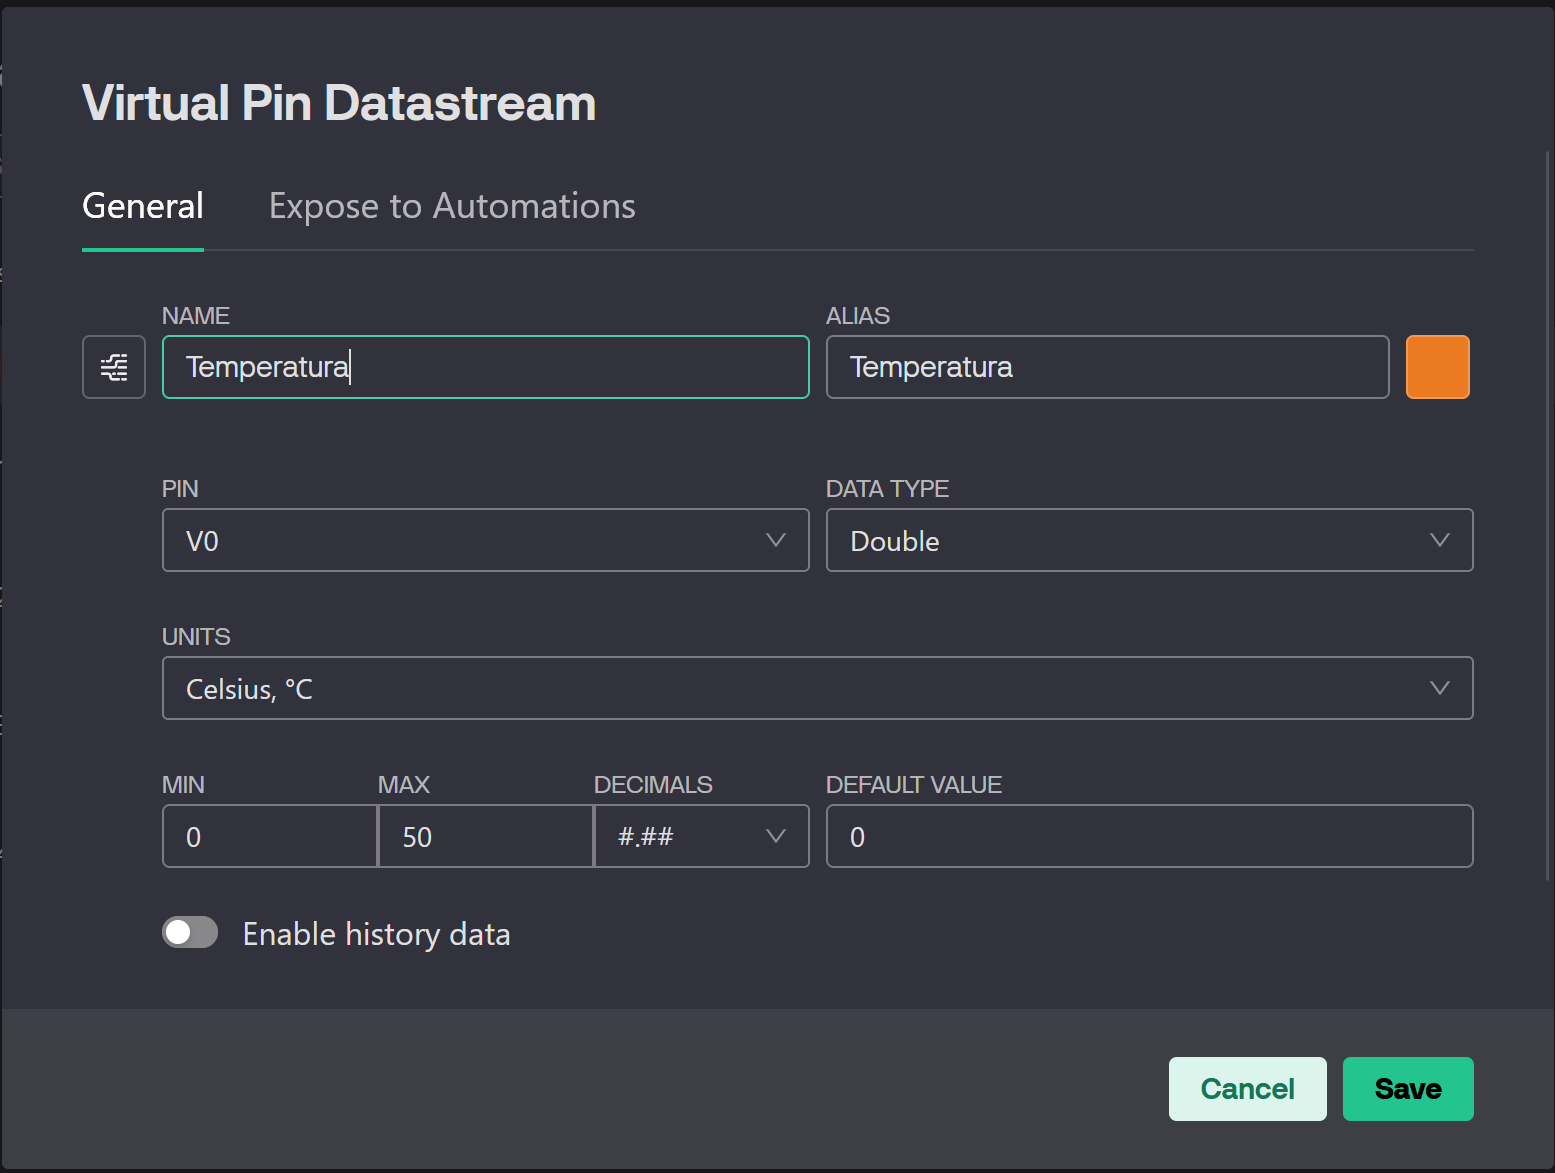 Virtual Pin Datastream
General Expose to Automations
NAME ALIAS
Temperatura Temperatura
PIN DATA TYPE
V0 Double
UNITS
Celsius, °C
MIN MAX DECIMALS DEFAULT VALUE
0 50 #.## 0
Enable history data
Cancel Save